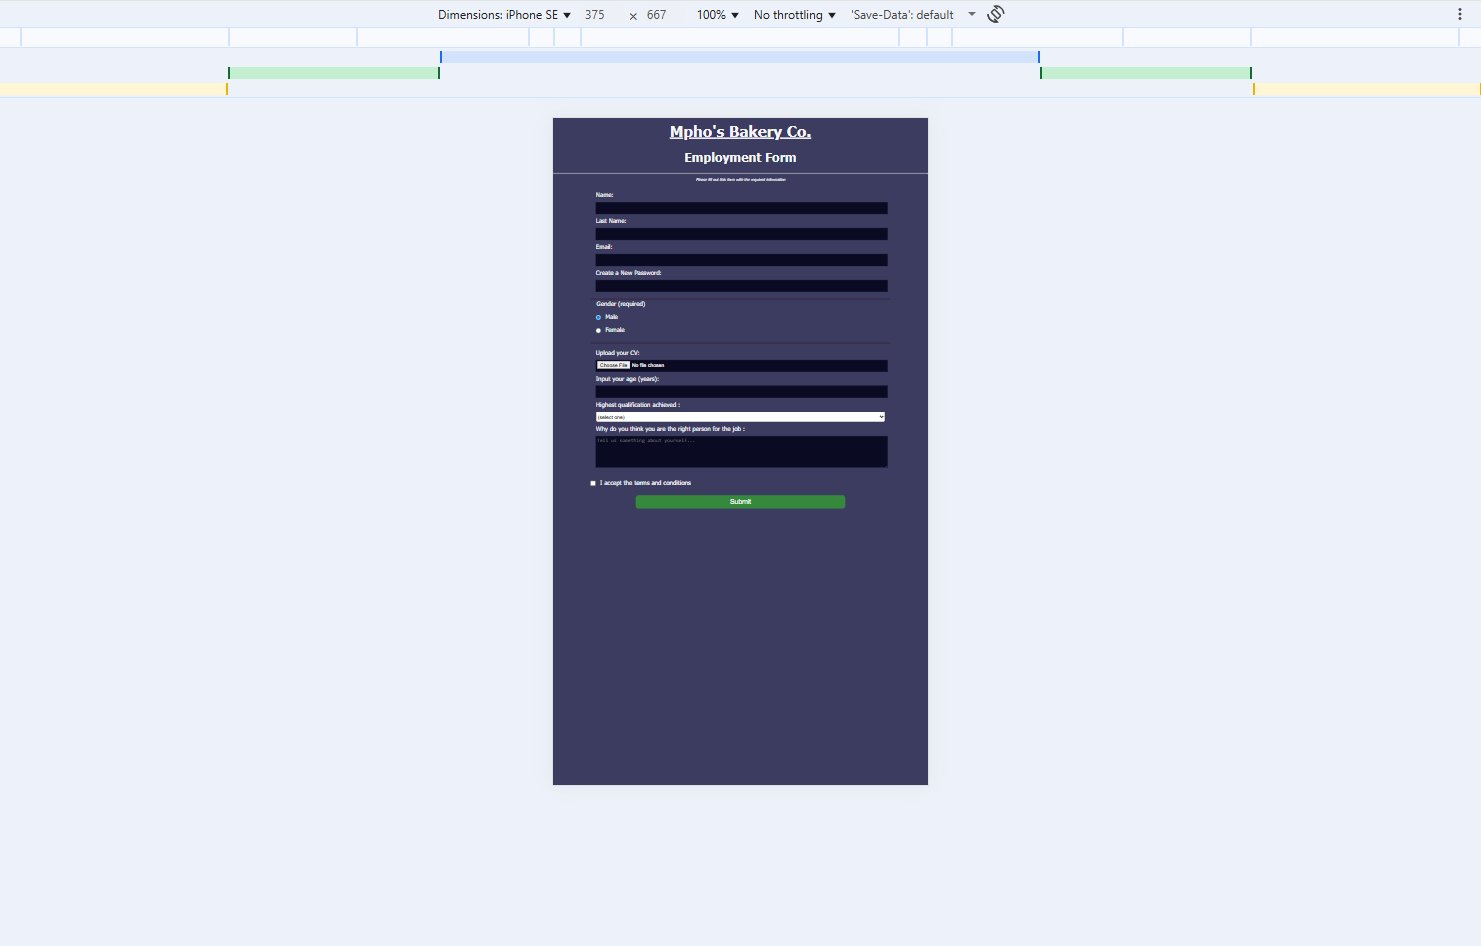 Dimensions: iPhone SE 375 × 667 100% No throttling 'Save-Data': default
Mpho's Bakery Co.
Employment Form
Please fill out this form with the required information
Name:
Last Name:
Email:
Create a New Password:
Gender (required)
Male
Female
Upload your CV:
Choose File No file chosen
Input your age (years):
Highest qualification achieved :
(select one)
Why do you think you are the right person for the job :
Tell us something about yourself...
I accept the terms and conditions
Submit